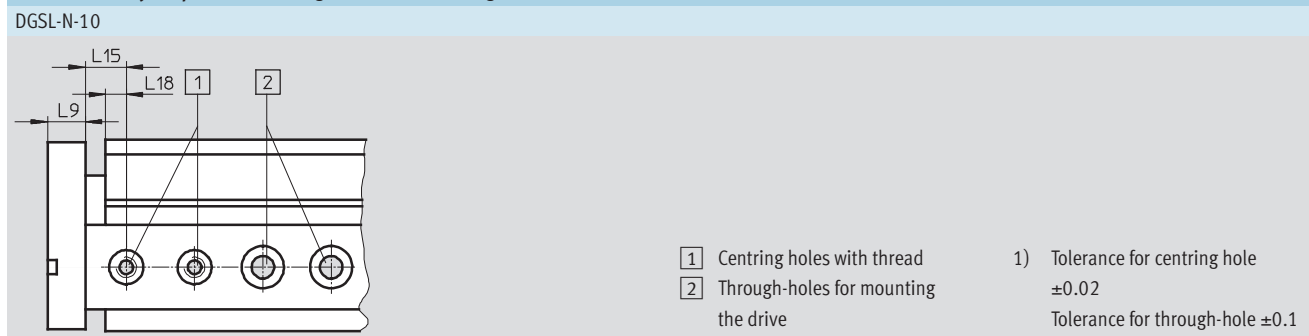 DGSL-N-10
L15
L18
1
2
L9
1 Centring holes with thread
2 Through-holes for mounting
the drive
1) Tolerance for centring hole
±0.02
Tolerance for through-hole ±0.1